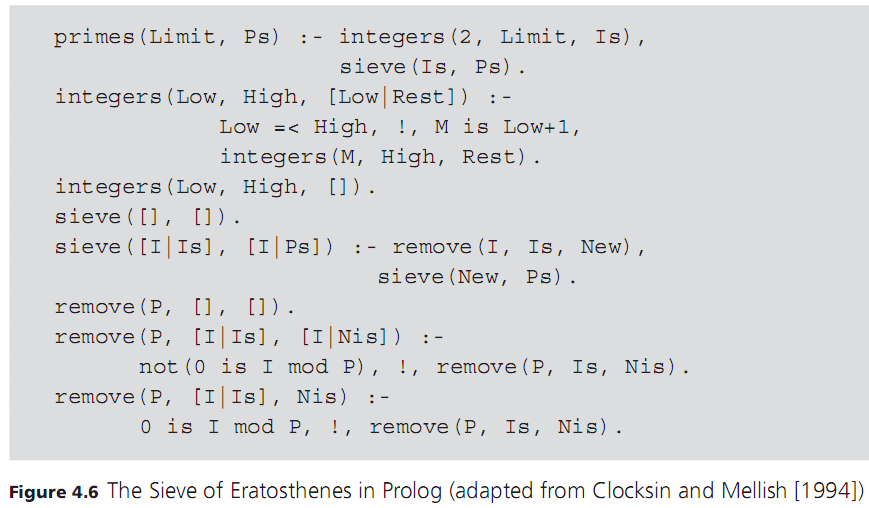 primes(Limit, Ps) :- integers(2, Limit, Is),
sieve(Is, Ps).
integers(Low, High, [Low|Rest]) :-
Low =< High, !, M is Low+1,
integers(M, High, Rest).
integers(Low, High, []).
sieve([], []).
sieve([I|Is], [I|Ps]) :- remove(I, Is, New),
sieve(New, Ps).
remove(P, [], []).
remove(P, [I|Is], [I|Nis]) :-
not(0 is I mod P), !, remove(P, Is, Nis).
remove(P, [I|Is], Nis) :-
0 is I mod P, !, remove(P, Is, Nis).
Figure 4.6 The Sieve of Eratosthenes in Prolog (adapted from Clocksin and Mellish [1994])